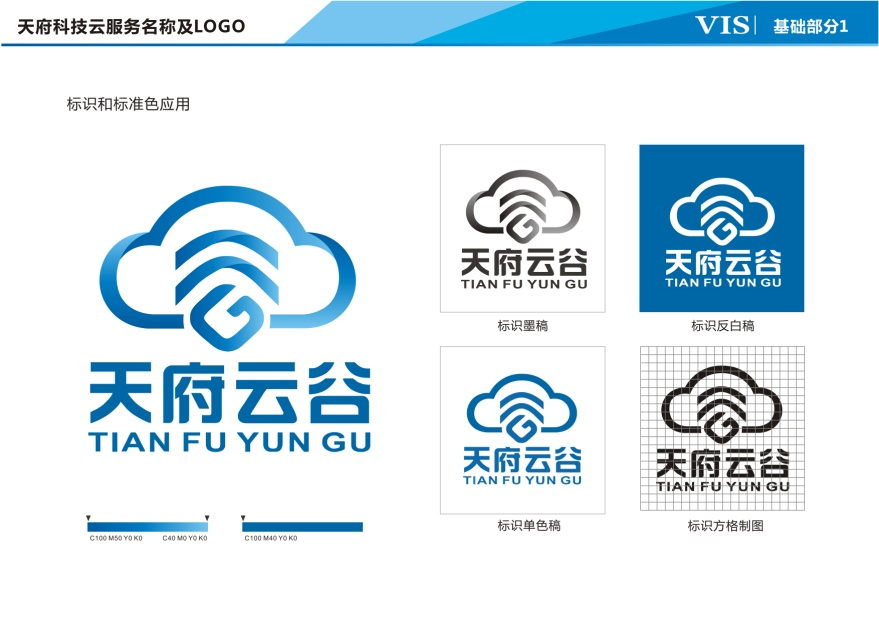 天府科技云服务名称及LOGO
VIS
基础部分1
标识和标准色应用
天府云谷
TIAN FU YUN GU
C100 M50 Y0 K0
C40 M0 Y0 K0
C100 M40 Y0 K0
天府云谷
TIAN FU YUN GU
标识墨稿
天府云谷
TIAN FU YUN GU
标识反白稿
天府云谷
TIAN FU YUN GU
标识单色稿
天府云谷
TIAN FU YUN GU
标识方格制图